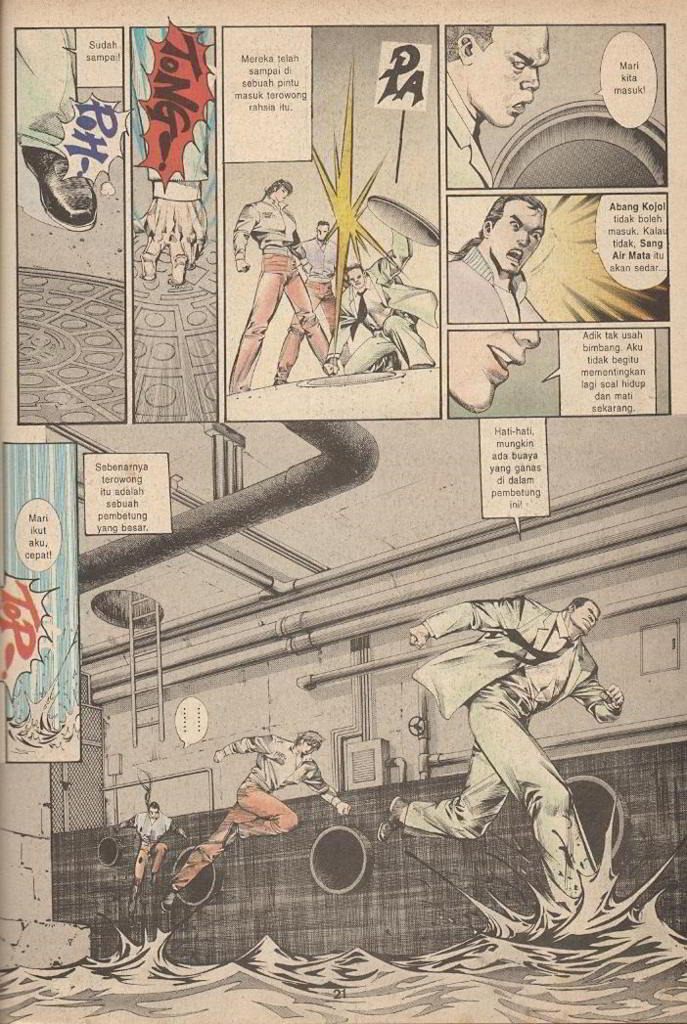 Sudah
sampai!
POH..
TONG..
Mereka telah
sampai di
sebuah pintu
masuk terowong
rahsia itu.
PA
Mari
kita
masuk!
Abang Kojol
tidak boleh
masuk. Kalau
tidak, Sang
Air Mata itu
akan sedar...
Adik tak usah
bimbang. Aku
tidak begitu
mementingkan
lagi soal hidup
dan mati
sekarang.
Mari
ikut
aku,
cepat!
TOP..
Sebenarnya
terowong
itu adalah
sebuah
pembetung
yang besar.
Hati-hati,
mungkin
ada buaya
yang ganas
di dalam
pembetung
ini!
......
21